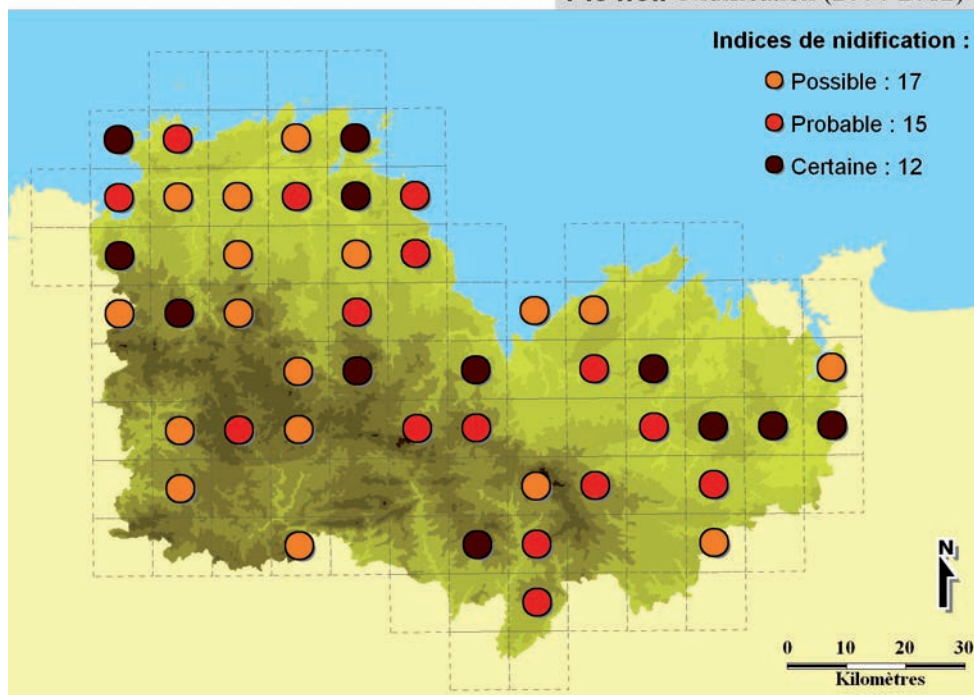 Indices de nidification :
Possible : 17
Probable : 15
Certaine : 12
N
0 10 20 30
Kilomètres